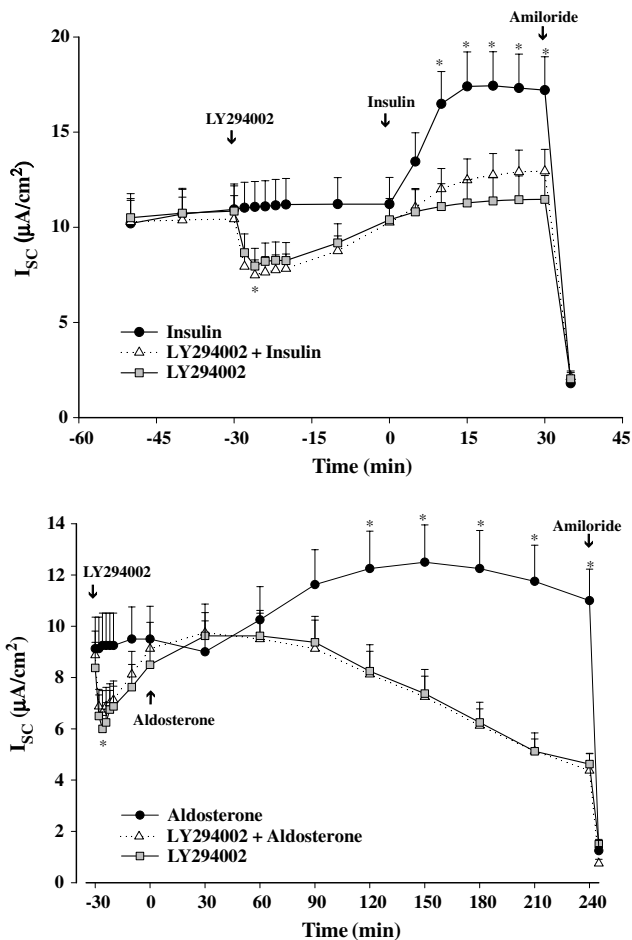 Amiloride
20
* * * * *
15
Insulin
LY294002
10
I_SC (µA/cm²)
5
Insulin
LY294002 + Insulin
LY294002
*
0
-60 -45 -30 -15 0 15 30 45
Time (min)
14
* * * * *
Amiloride
12
LY294002
10
8
I_SC (µA/cm²)
Aldosterone
6
*
4
Aldosterone
LY294002 + Aldosterone
LY294002
2
0
-30 0 30 60 90 120 150 180 210 240
Time (min)